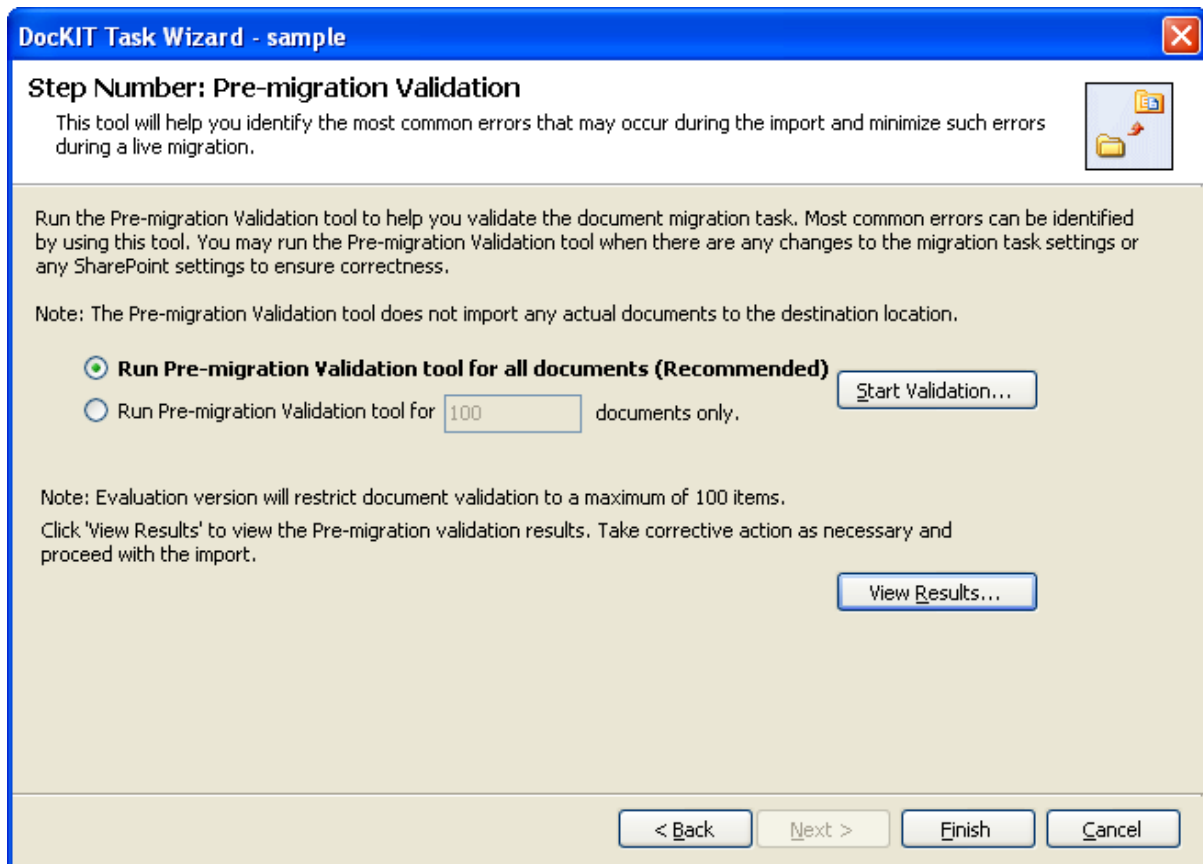 DocKIT Task Wizard - sample
Step Number: Pre-migration Validation
This tool will help you identify the most common errors that may occur during the import and minimize such errors
during a live migration.
Run the Pre-migration Validation tool to help you validate the document migration task. Most common errors can be identified
by using this tool. You may run the Pre-migration Validation tool when there are any changes to the migration task settings or
any SharePoint settings to ensure correctness.
Note: The Pre-migration Validation tool does not import any actual documents to the destination location.
Run Pre-migration Validation tool for all documents (Recommended)
Start Validation...
Run Pre-migration Validation tool for 100 documents only.
Note: Evaluation version will restrict document validation to a maximum of 100 items.
Click 'View Results' to view the Pre-migration validation results. Take corrective action as necessary and
proceed with the import.
View Results...
< Back Next > Finish Cancel